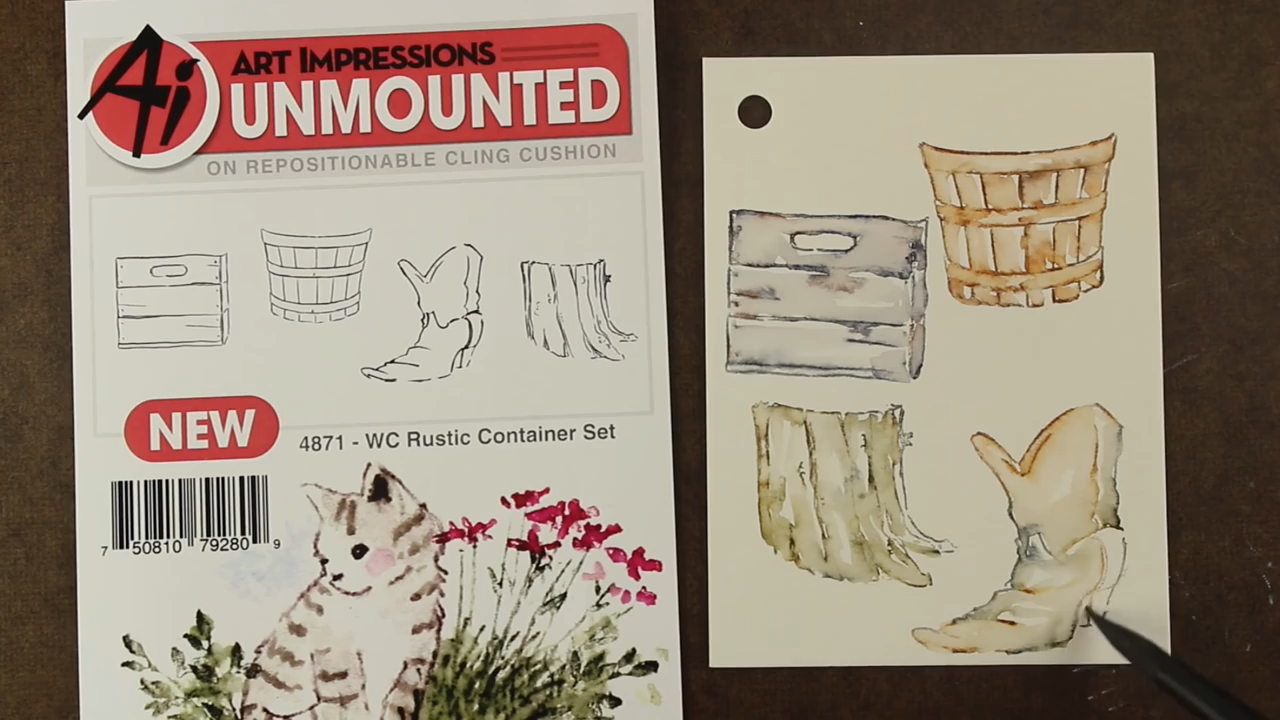 Ai
ART IMPRESSIONS
UNMOUNTED
ON REPOSITIONABLE CLING CUSHION
NEW
4871 - WC Rustic Container Set
7 50810 79280 9